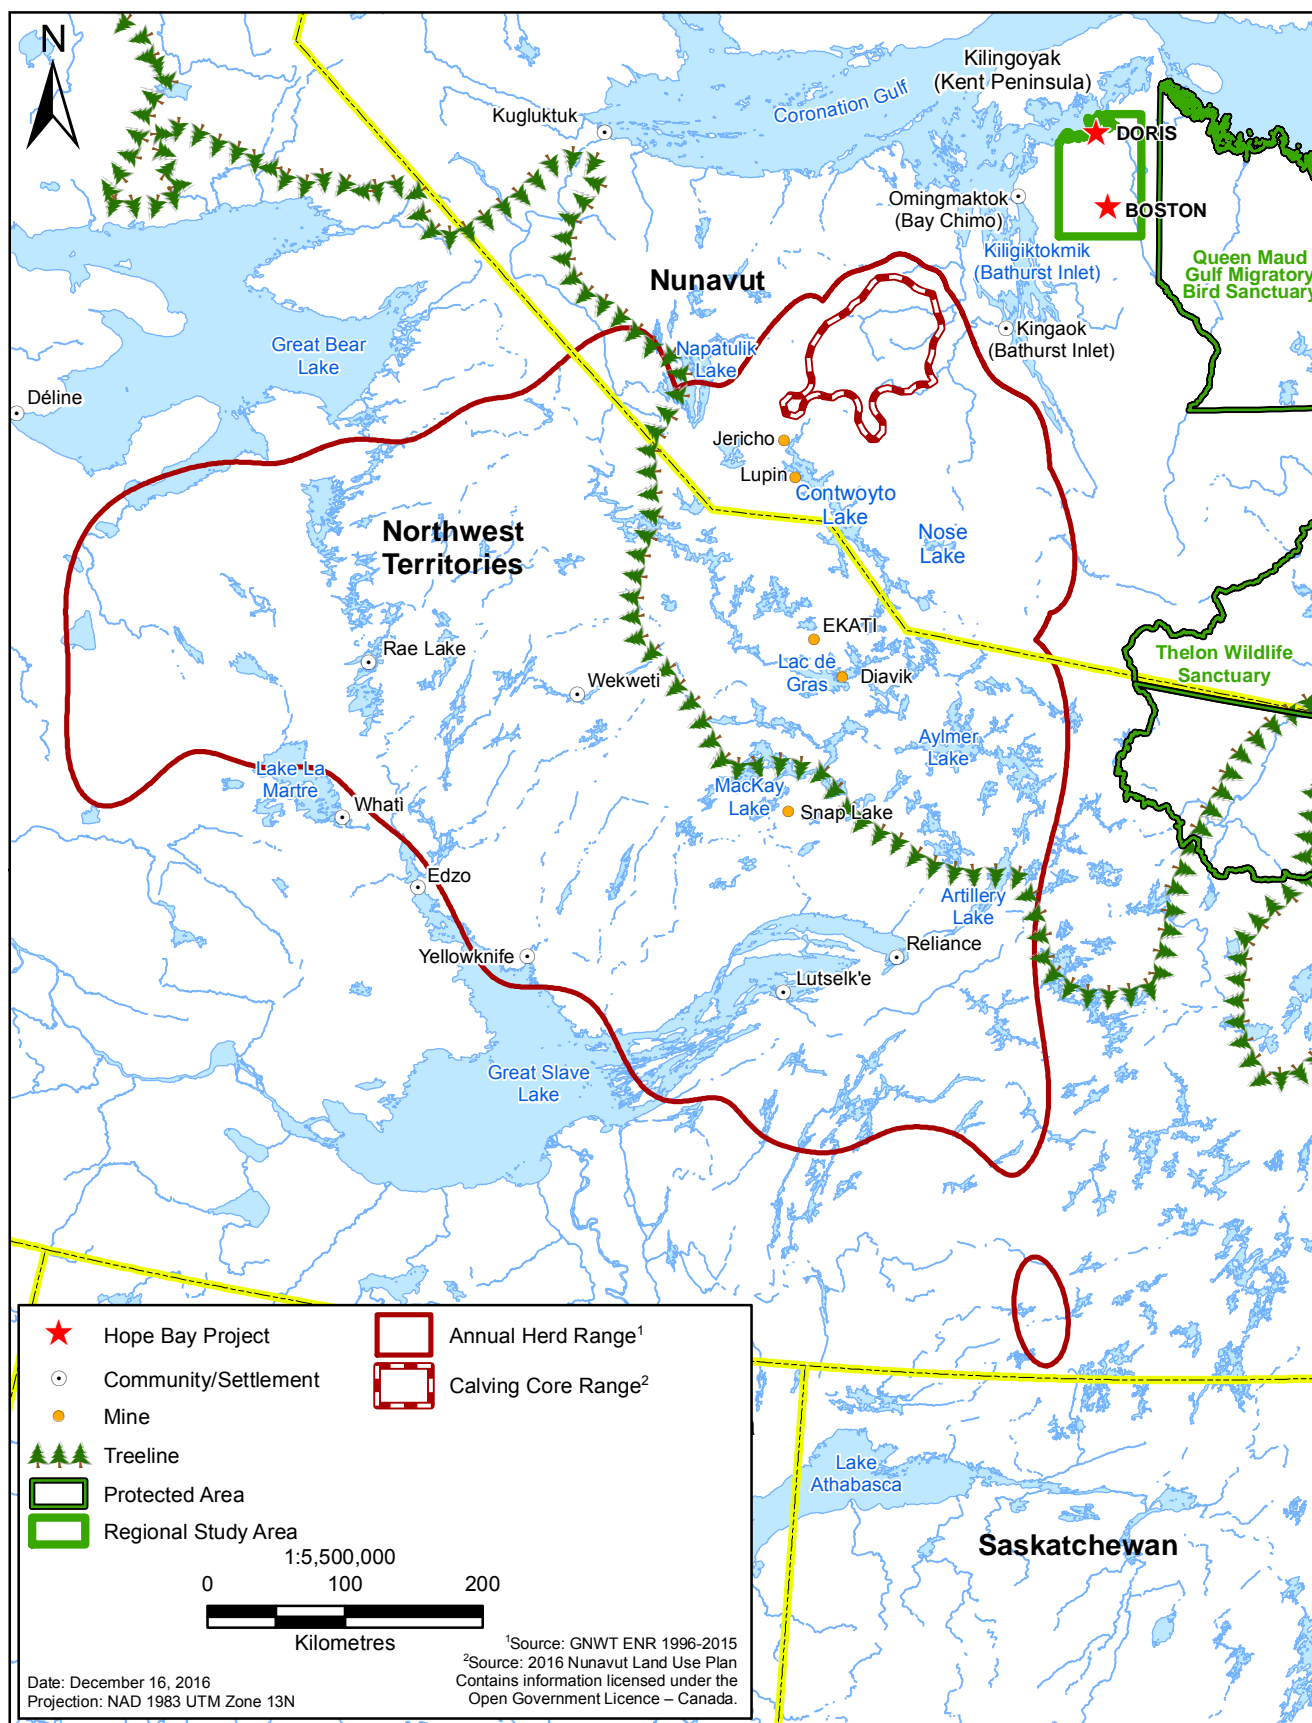 N
Kilingoyak
(Kent Peninsula)
Coronation Gulf
Kugluktuk
DORIS
Omingmaktok
(Bay Chimo)
BOSTON
Kiligiktokmik
(Bathurst Inlet)
Queen Maud
Gulf Migratory
Bird Sanctuary
Nunavut
Kingaok
(Bathurst Inlet)
Great Bear
Lake
Napatulik
Lake
Déline
Jericho
Lupin
Contwoyto
Lake
Northwest
Territories
Nose
Lake
EKATI
Rae Lake
Lac de
Gras
Diavik
Thelon Wildlife
Sanctuary
Wekweti
Aylmer
Lake
Lake La
Martre
MacKay
Lake
Whatì
Snap Lake
Edzo
Artillery
Lake
Yellowknife
Reliance
Lutselk'e
Great Slave
Lake
Lake
Athabasca
Saskatchewan
Hope Bay Project
Community/Settlement
Mine
Treeline
Protected Area
Regional Study Area
Annual Herd Range1
Calving Core Range2
1:5,500,000
0 100 200
Kilometres
1Source: GNWT ENR 1996-2015
2Source: 2016 Nunavut Land Use Plan
Contains information licensed under the
Open Government Licence – Canada.
Date: December 16, 2016
Projection: NAD 1983 UTM Zone 13N